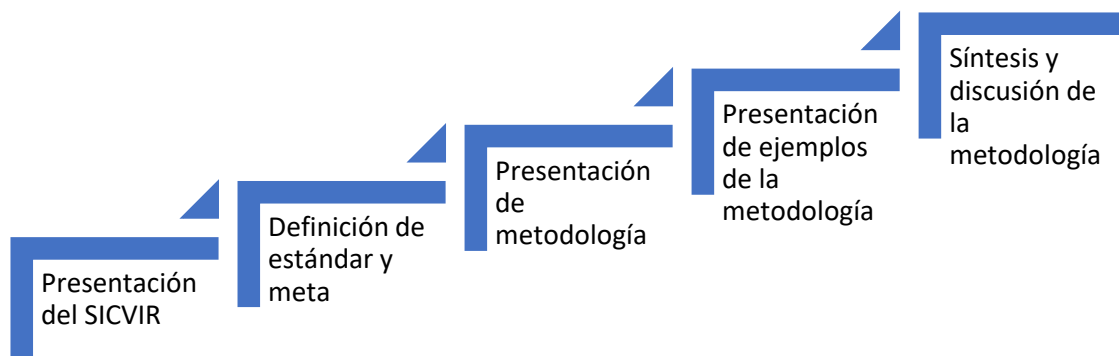 Presentación
del SICVIR
Definición de
estándar y
meta
Presentación
de
metodología
Presentación
de ejemplos
de la
metodología
Síntesis y
discusión de
la
metodología